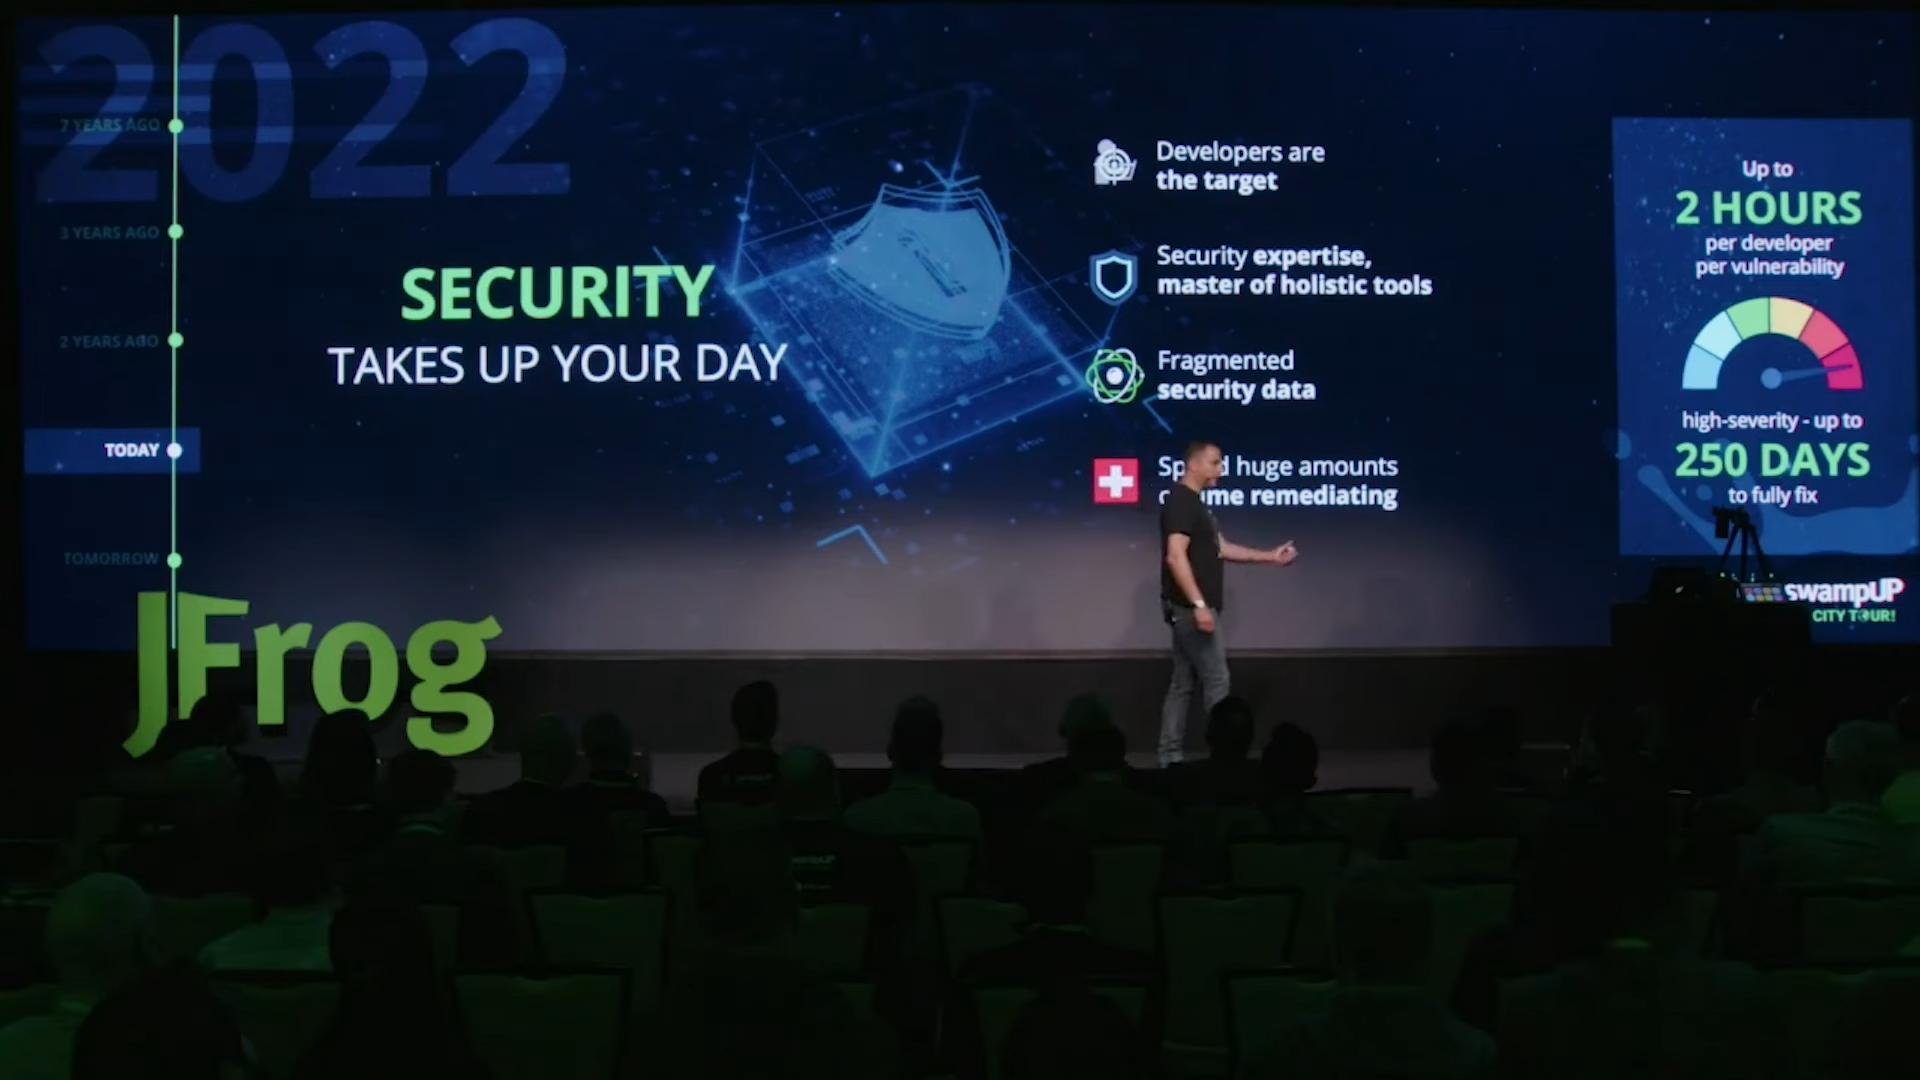 2022
7 YEARS AGO
3 YEARS AGO
2 YEARS AGO
TODAY
TOMORROW
SECURITY
TAKES UP YOUR DAY
Developers are
the target
Security expertise,
master of holistic tools
Fragmented
security data
huge amounts
remediating
Up to
2 HOURS
per developer
per vulnerability
high-severity - up to
250 DAYS
to fully fix
swampUP
CITY TOUR!
JFrog